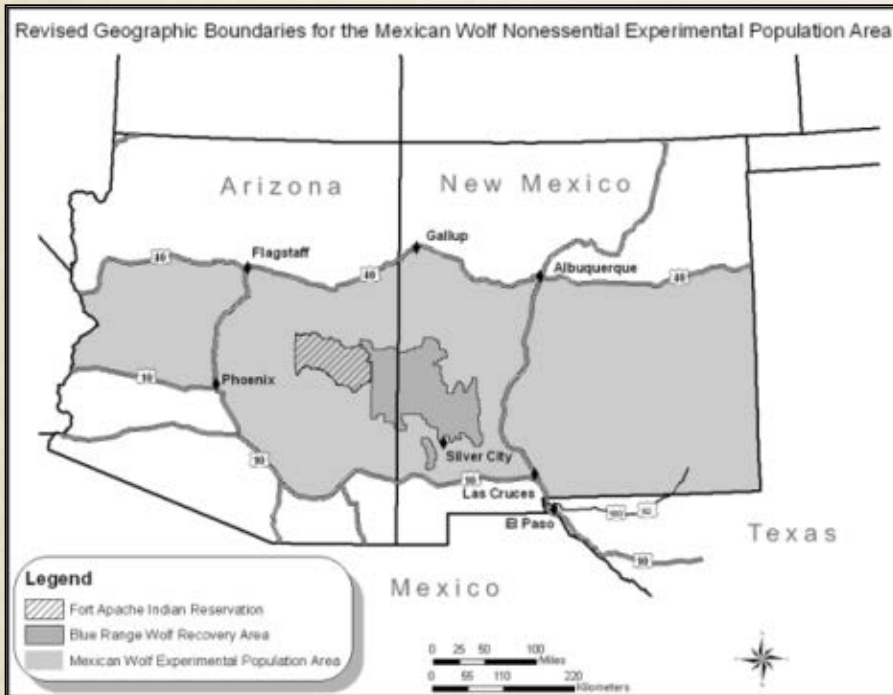 Revised Geographic Boundaries for the Mexican Wolf Nonessential Experimental Population Area
Arizona
New Mexico
Flagstaff
Gallup
Albuquerque
40
40
40
Phoenix
10
10
Silver City
10
Las Cruces
El Paso
10
Texas
Mexico
Legend
Fort Apache Indian Reservation
Blue Range Wolf Recovery Area
Mexican Wolf Experimental Population Area
0 25 50 100
Miles
0 55 110 220
Kilometers